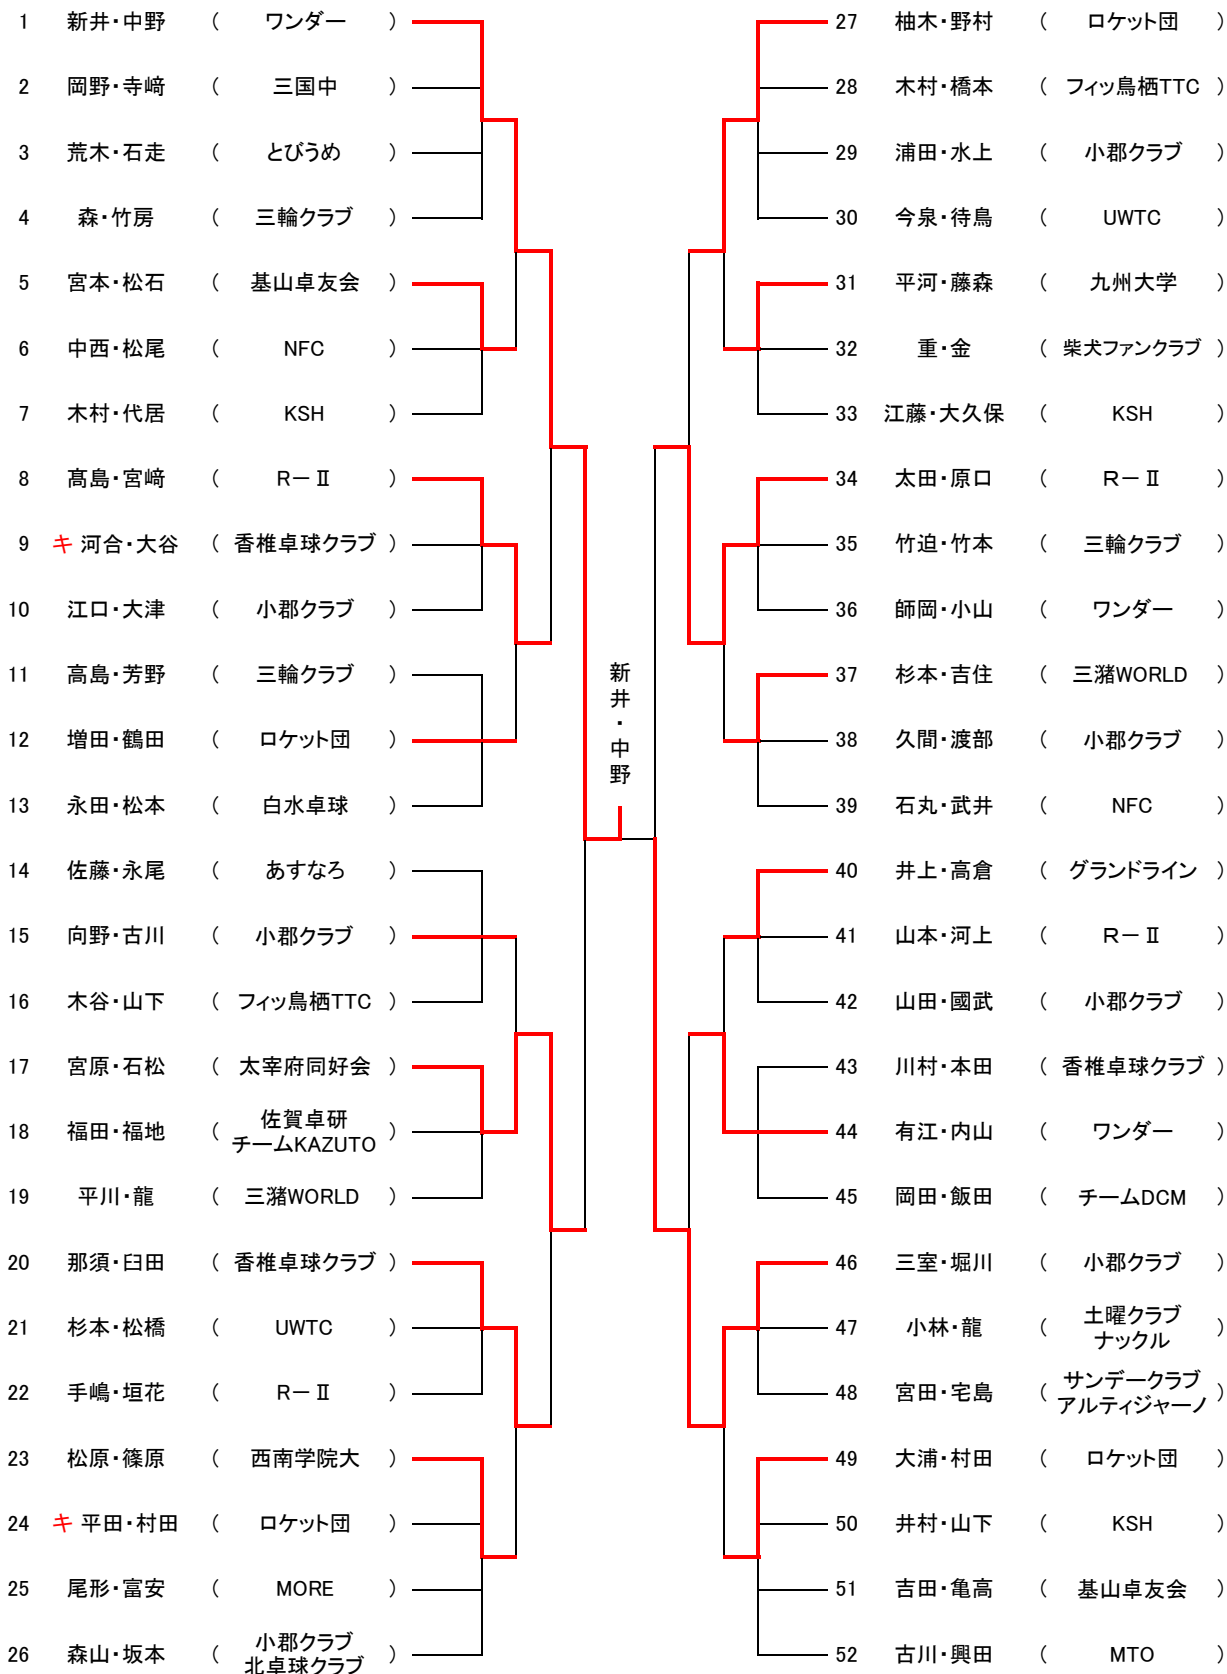 1 新井・中野 ( ワンダー )
2 岡野・寺﨑 ( 三国中 )
3 荒木・石走 ( とびうめ )
4 森・竹房 ( 三輪クラブ )
5 宮本・松石 ( 基山卓友会 )
6 中西・松尾 ( NFC )
7 木村・代居 ( KSH )
8 髙島・宮﨑 ( R－Ⅱ )
9 キ 河合・大谷 ( 香椎卓球クラブ )
10 江口・大津 ( 小郡クラブ )
11 高島・芳野 ( 三輪クラブ )
12 増田・鶴田 ( ロケット団 )
13 永田・松本 ( 白水卓球 )
14 佐藤・永尾 ( あすなろ )
15 向野・古川 ( 小郡クラブ )
16 木谷・山下 ( フィッ鳥栖TTC )
17 宮原・石松 ( 太宰府同好会 )
18 福田・福地 ( 佐賀卓研
チームKAZUTO )
19 平川・龍 ( 三潴WORLD )
20 那須・臼田 ( 香椎卓球クラブ )
21 杉本・松橋 ( UWTC )
22 手嶋・垣花 ( R－Ⅱ )
23 松原・篠原 ( 西南学院大 )
24 キ 平田・村田 ( ロケット団 )
25 尾形・富安 ( MORE )
26 森山・坂本 ( 小郡クラブ
北卓球クラブ )
新井・中野
27 柚木・野村 ( ロケット団 )
28 木村・橋本 ( フィッ鳥栖TTC )
29 浦田・水上 ( 小郡クラブ )
30 今泉・待鳥 ( UWTC )
31 平河・藤森 ( 九州大学 )
32 重・金 ( 柴犬ファンクラブ )
33 江藤・大久保 ( KSH )
34 太田・原口 ( R－Ⅱ )
35 竹迫・竹本 ( 三輪クラブ )
36 師岡・小山 ( ワンダー )
37 杉本・吉住 ( 三潴WORLD )
38 久間・渡部 ( 小郡クラブ )
39 石丸・武井 ( NFC )
40 井上・高倉 ( グランドライン )
41 山本・河上 ( R－Ⅱ )
42 山田・國武 ( 小郡クラブ )
43 川村・本田 ( 香椎卓球クラブ )
44 有江・内山 ( ワンダー )
45 岡田・飯田 ( チームDCM )
46 三室・堀川 ( 小郡クラブ )
47 小林・龍 ( 土曜クラブ
ナックル )
48 宮田・宅島 ( サンデークラブ
アルティジャーノ )
49 大浦・村田 ( ロケット団 )
50 井村・山下 ( KSH )
51 吉田・亀高 ( 基山卓友会 )
52 古川・興田 ( MTO )